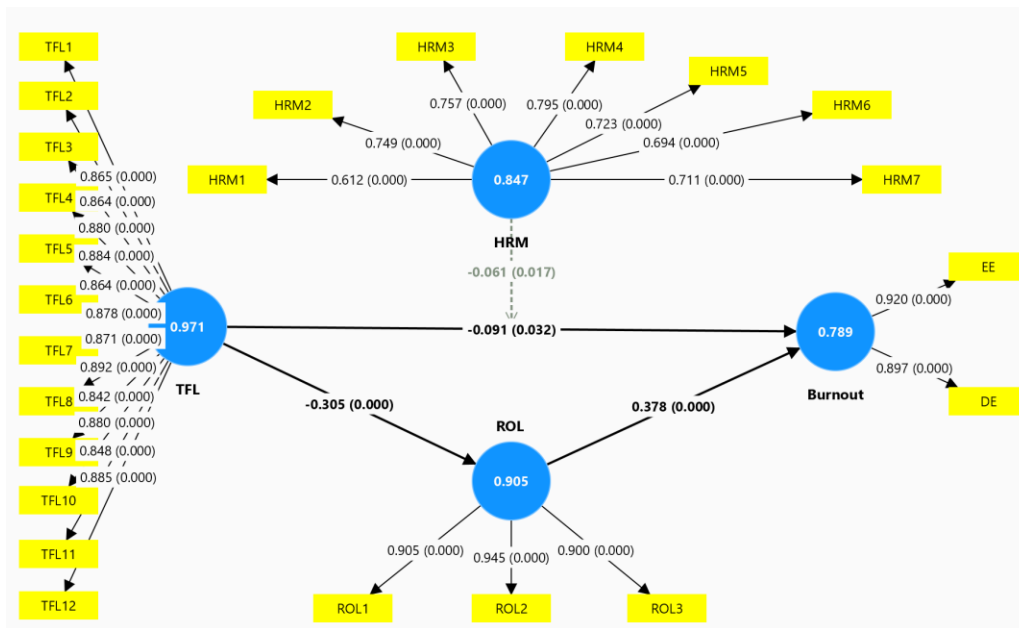 TFL1
TFL2
TFL3
TFL4
TFL5
TFL6
TFL7
TFL8
TFL9
TFL10
TFL11
TFL12
0.865 (0.000)
0.864 (0.000)
0.880 (0.000)
0.884 (0.000)
0.864 (0.000)
0.878 (0.000)
0.871 (0.000)
0.892 (0.000)
0.842 (0.000)
0.880 (0.000)
0.848 (0.000)
0.885 (0.000)
0.971
TFL
HRM1
HRM2
HRM3
HRM4
HRM5
HRM6
HRM7
0.612 (0.000)
0.749 (0.000)
0.757 (0.000)
0.795 (0.000)
0.723 (0.000)
0.694 (0.000)
0.711 (0.000)
0.847
HRM
-0.061 (0.017)
-0.091 (0.032)
-0.305 (0.000)
0.378 (0.000)
ROL
0.905
0.905 (0.000)
0.945 (0.000)
0.900 (0.000)
ROL1
ROL2
ROL3
0.789
Burnout
0.920 (0.000)
0.897 (0.000)
EE
DE